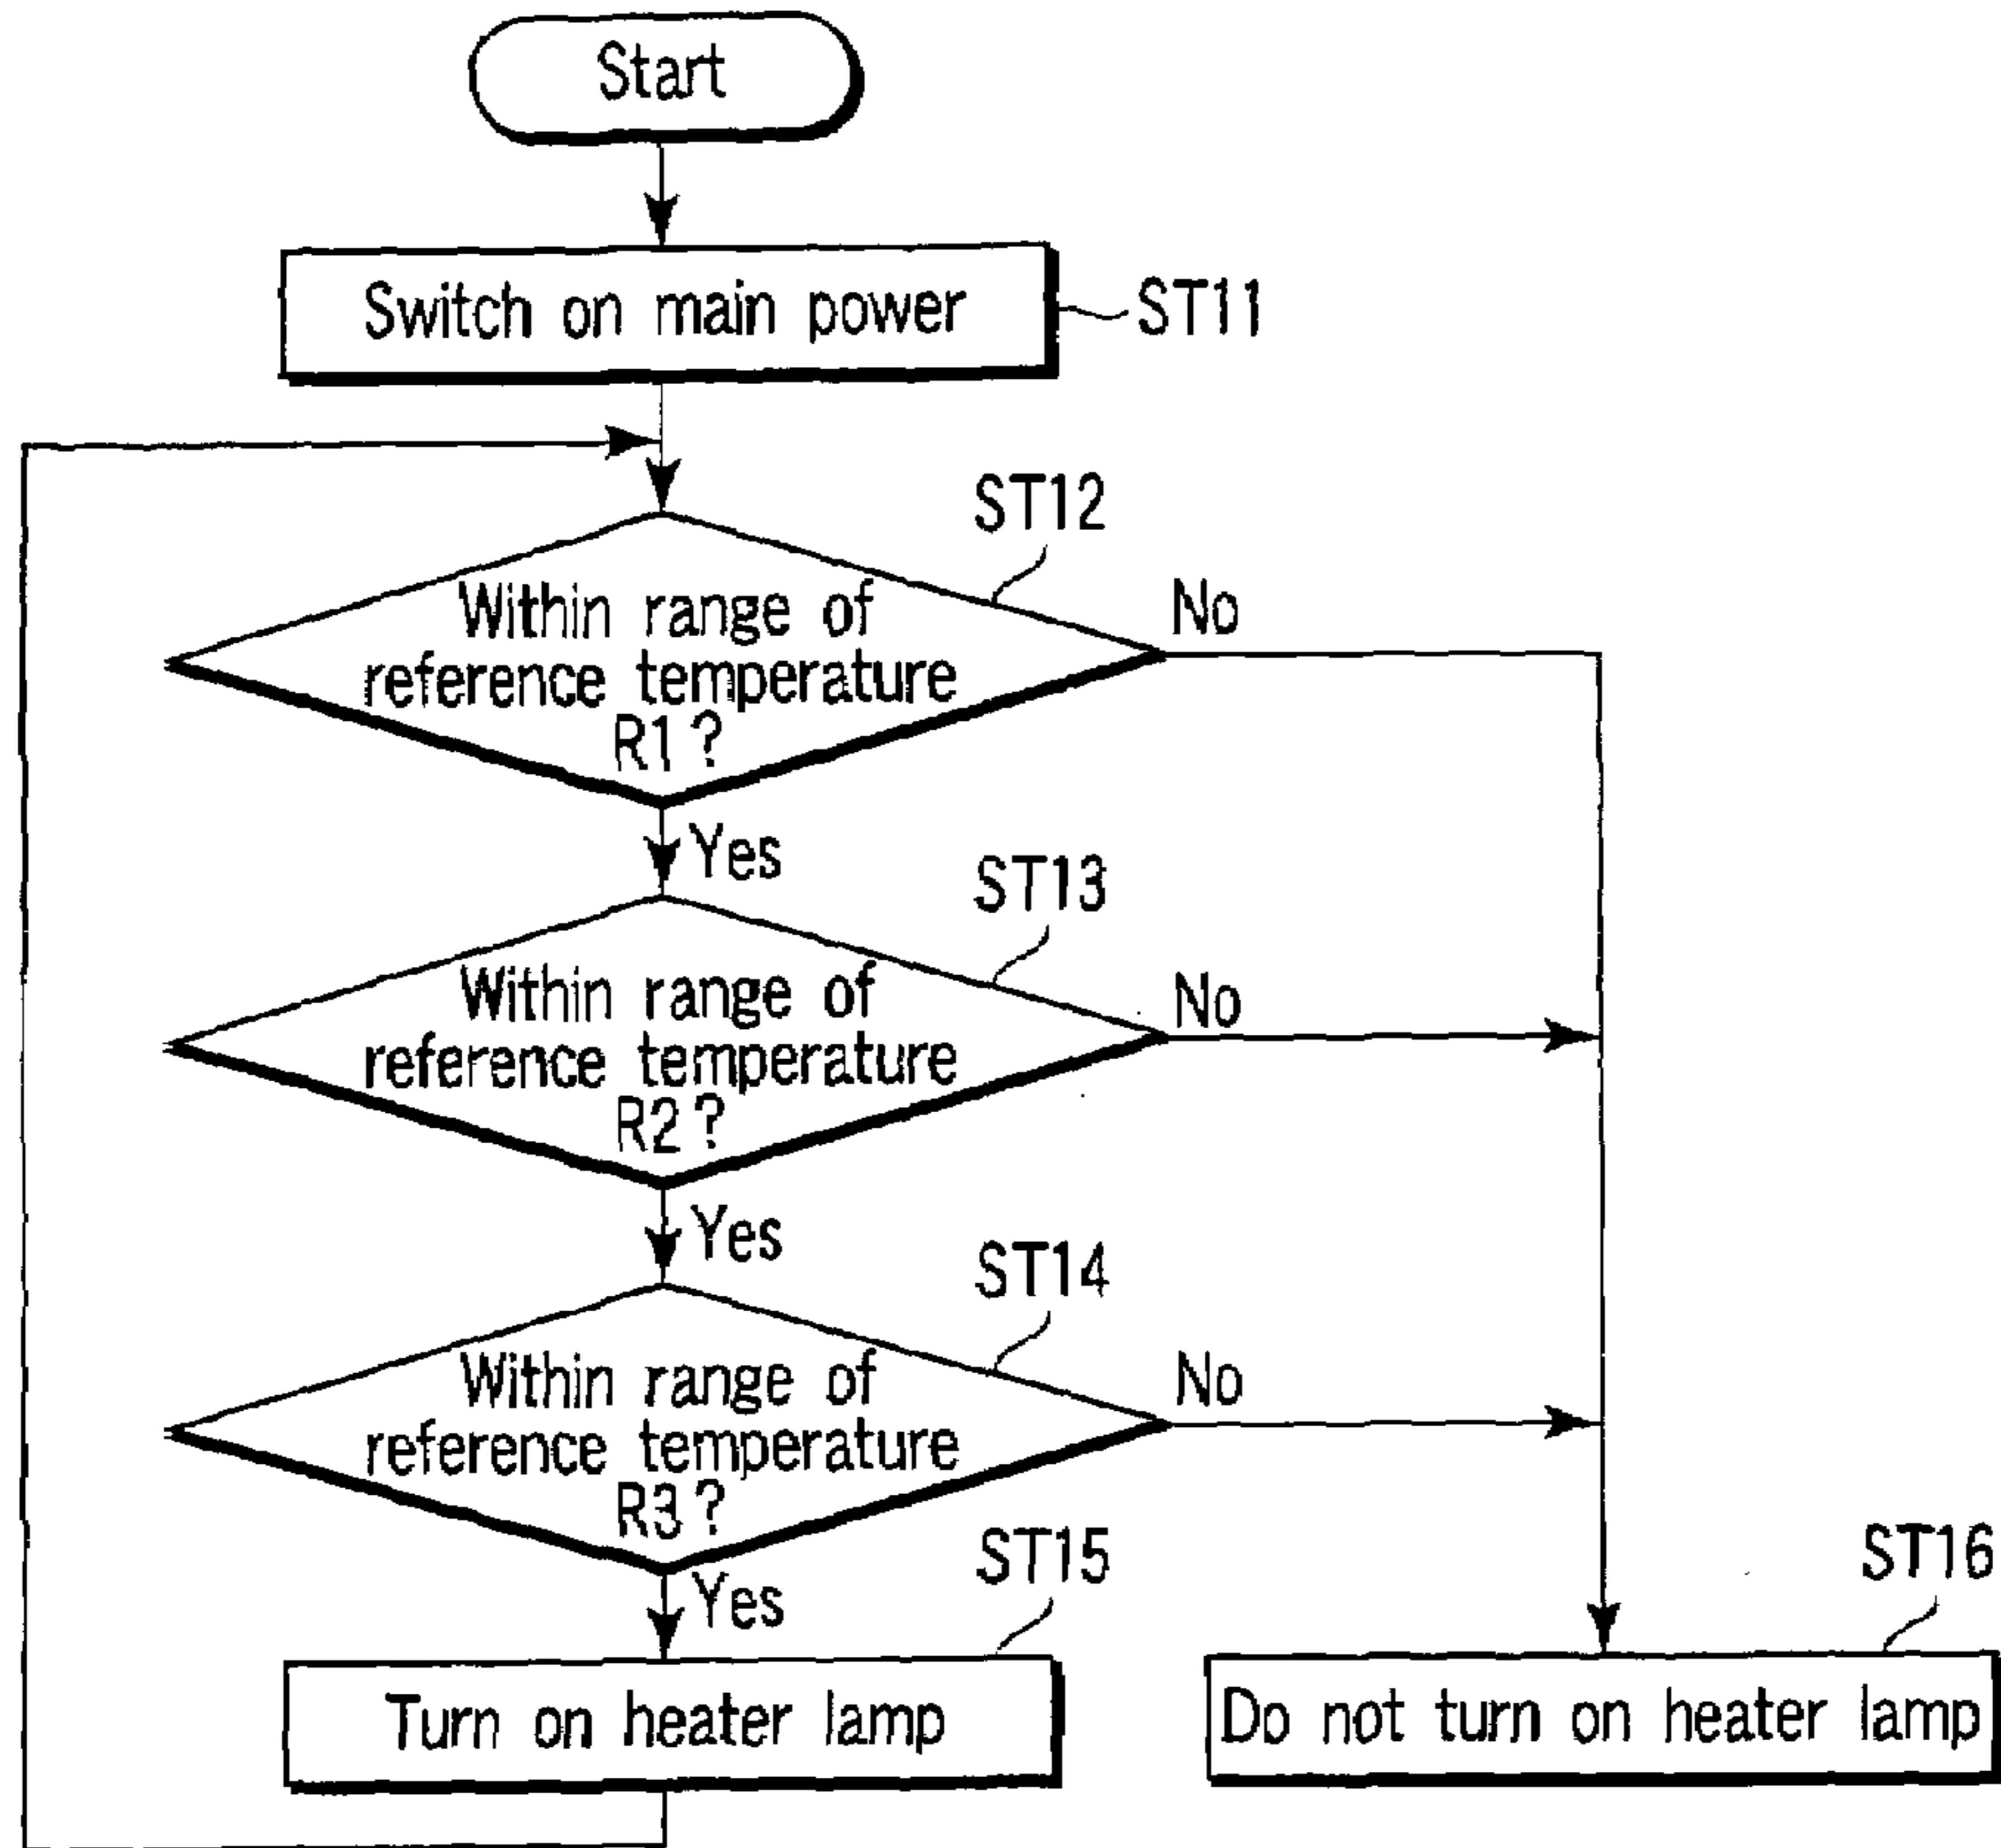 Start
Switch on main power
ST11
ST12
Within range of
reference temperature
R1?
No
Yes
ST13
Within range of
reference temperature
R2?
No
Yes
ST14
Within range of
reference temperature
R3?
No
Yes
ST15
Turn on heater lamp
ST16
Do not turn on heater lamp